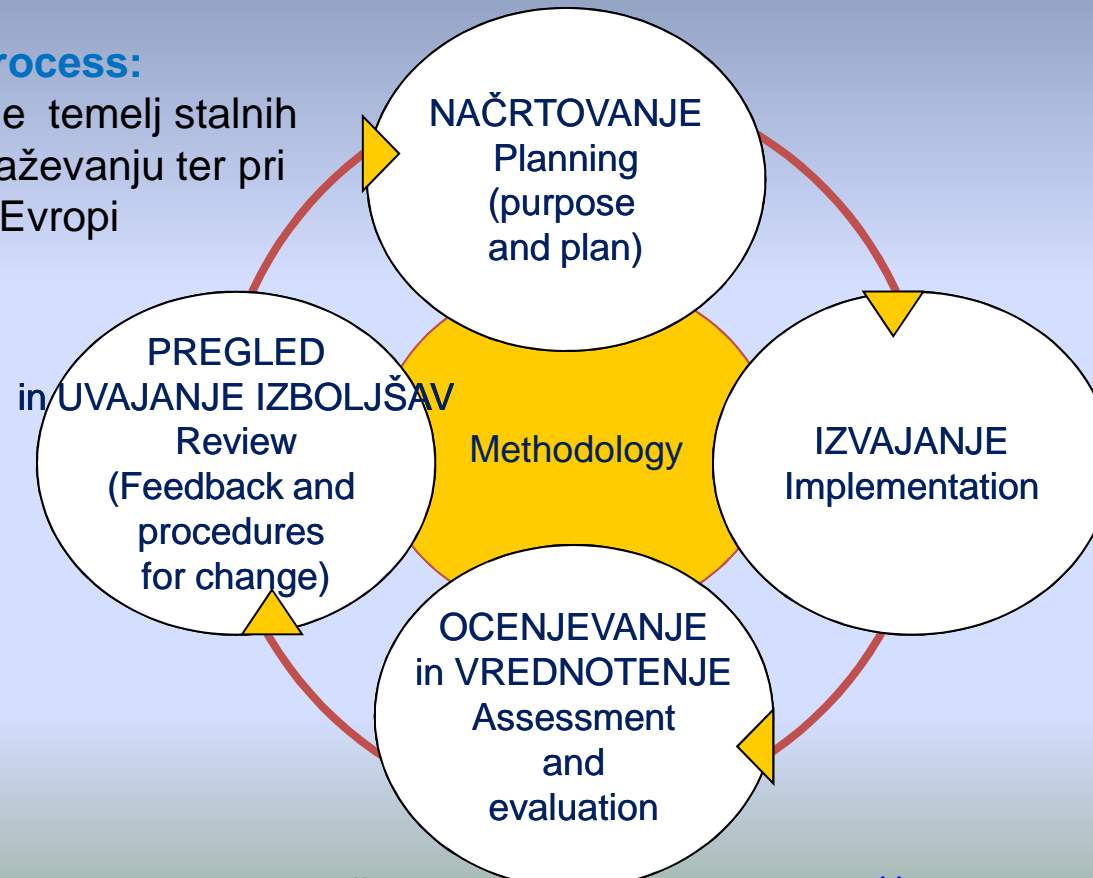 rocess:
e temelj stalnih
aževanju ter pri
Evropi
NAČRTOVANJE
Planning
(purpose
and plan)
PREGLED
in UVAJANJE IZBOLJŠAV
Review
(Feedback and
procedures
for change)
Methodology
IZVAJANJE
Implementation
OCENJEVANJE
in VREDNOTENJE
Assessment
and
evaluation